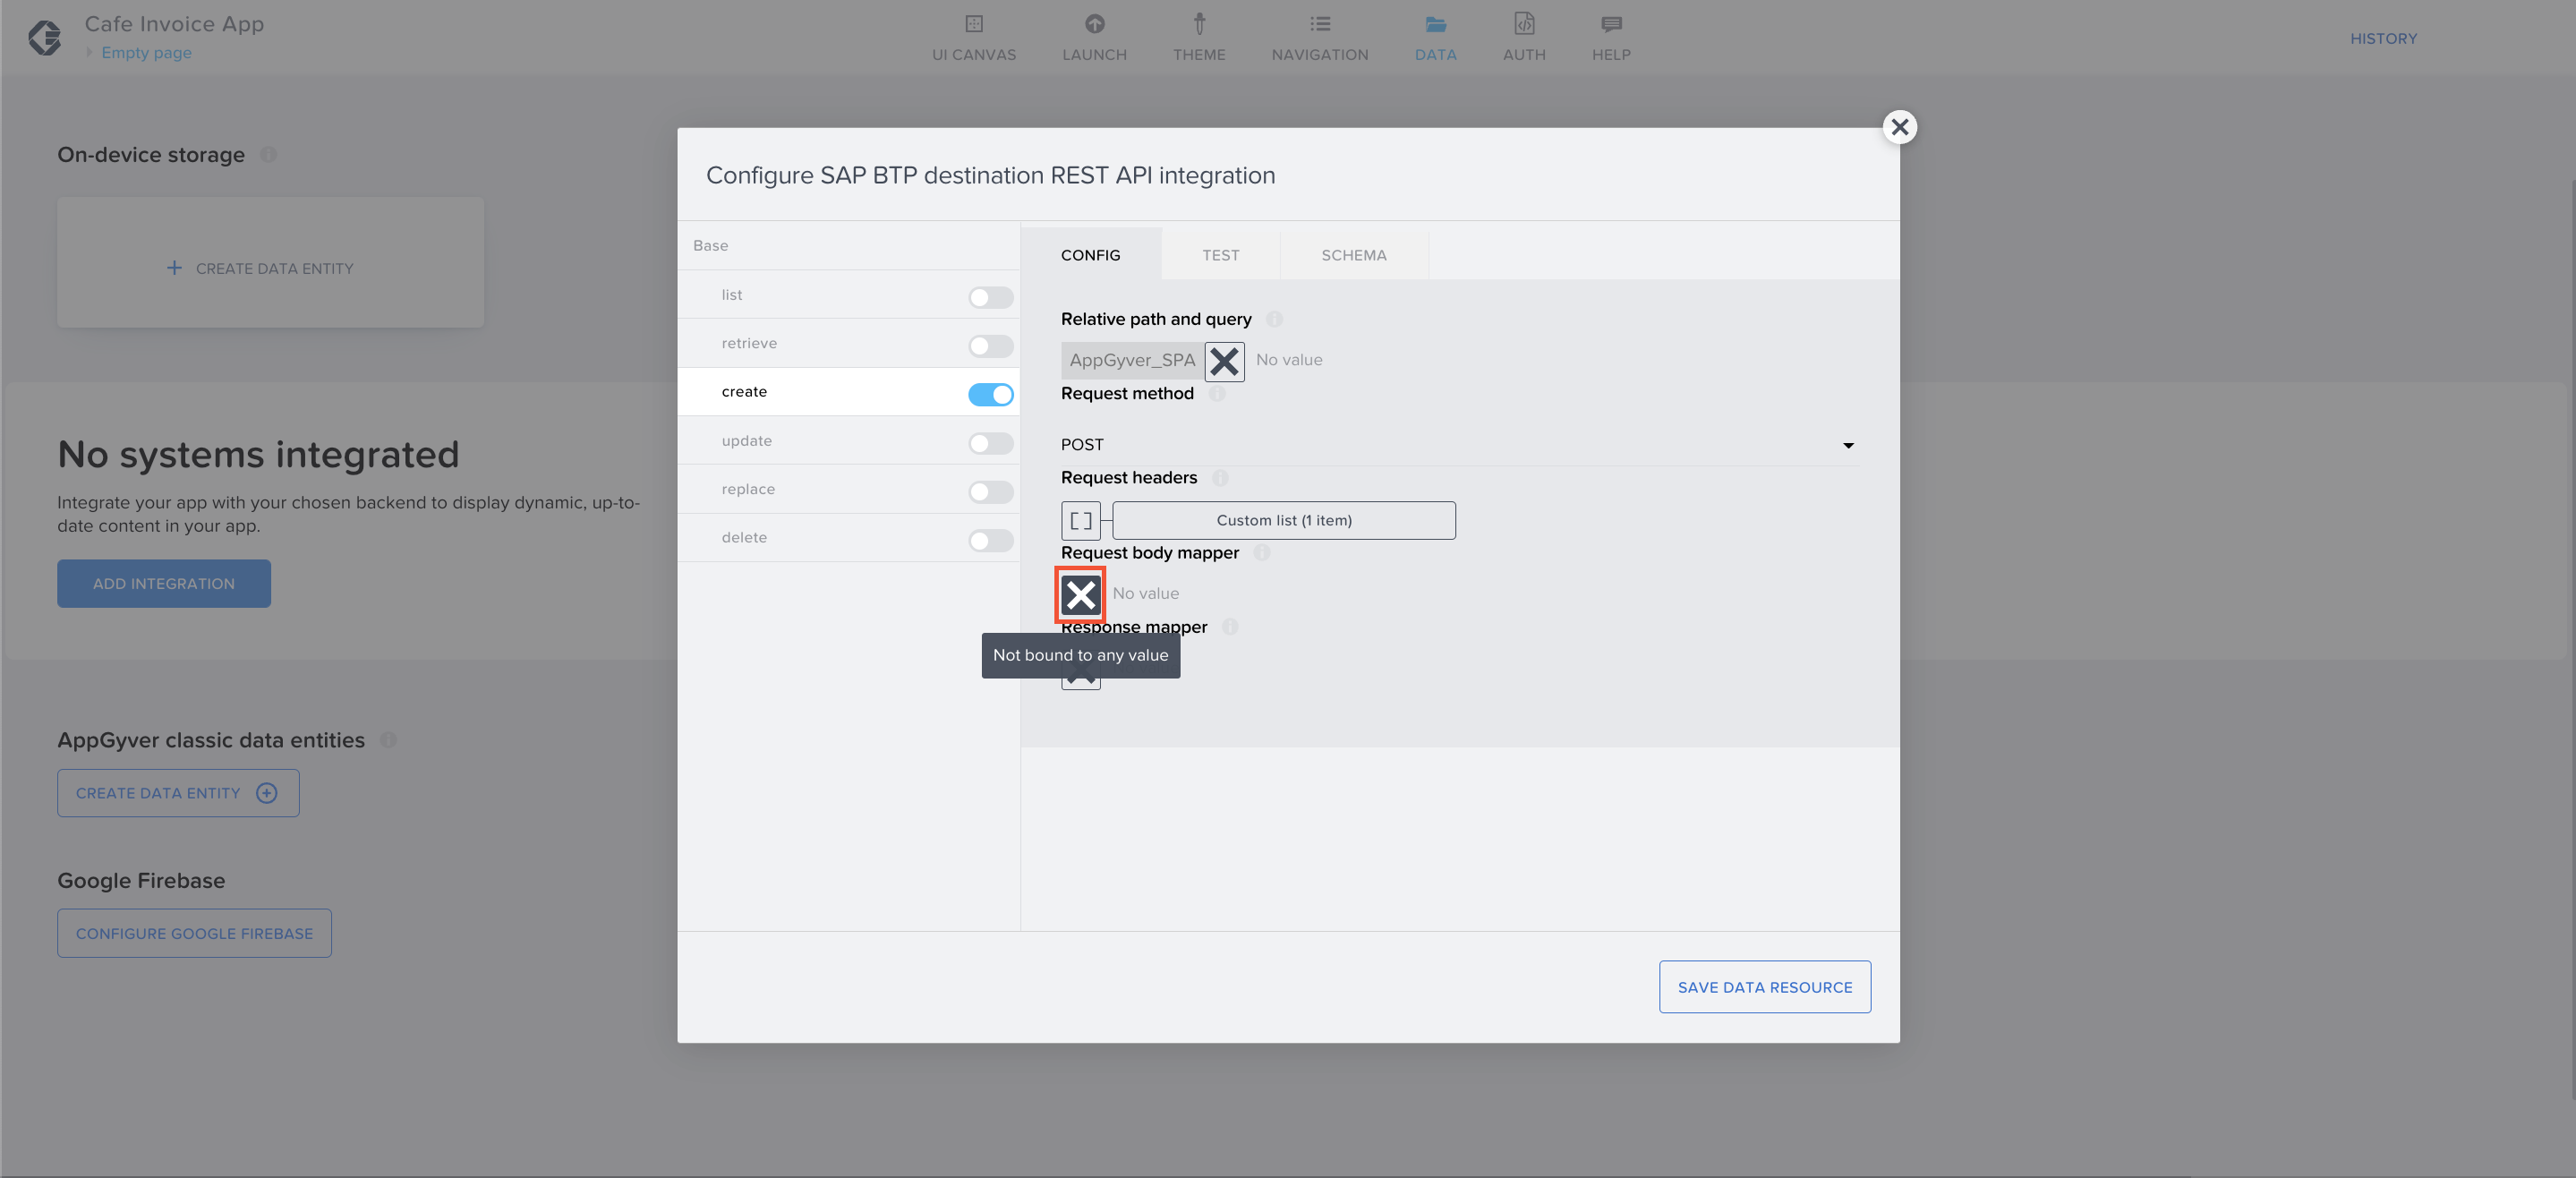 Cafe Invoice App
Empty page
UI CANVAS
LAUNCH
THEME
NAVIGATION
DATA
AUTH
HELP
HISTORY
On-device storage
CREATE DATA ENTITY
No systems integrated
Integrate your app with your chosen backend to display dynamic, up-to-
date content in your app.
ADD INTEGRATION
AppGyver classic data entities
CREATE DATA ENTITY
Google Firebase
CONFIGURE GOOGLE FIREBASE
Configure SAP BTP destination REST API integration
Base
list
retrieve
create
update
replace
delete
CONFIG
TEST
SCHEMA
Relative path and query
AppGyver_SPA
No value
Request method
POST
Request headers
Custom list (1 item)
Request body mapper
No value
Response mapper
Not bound to any value
SAVE DATA RESOURCE